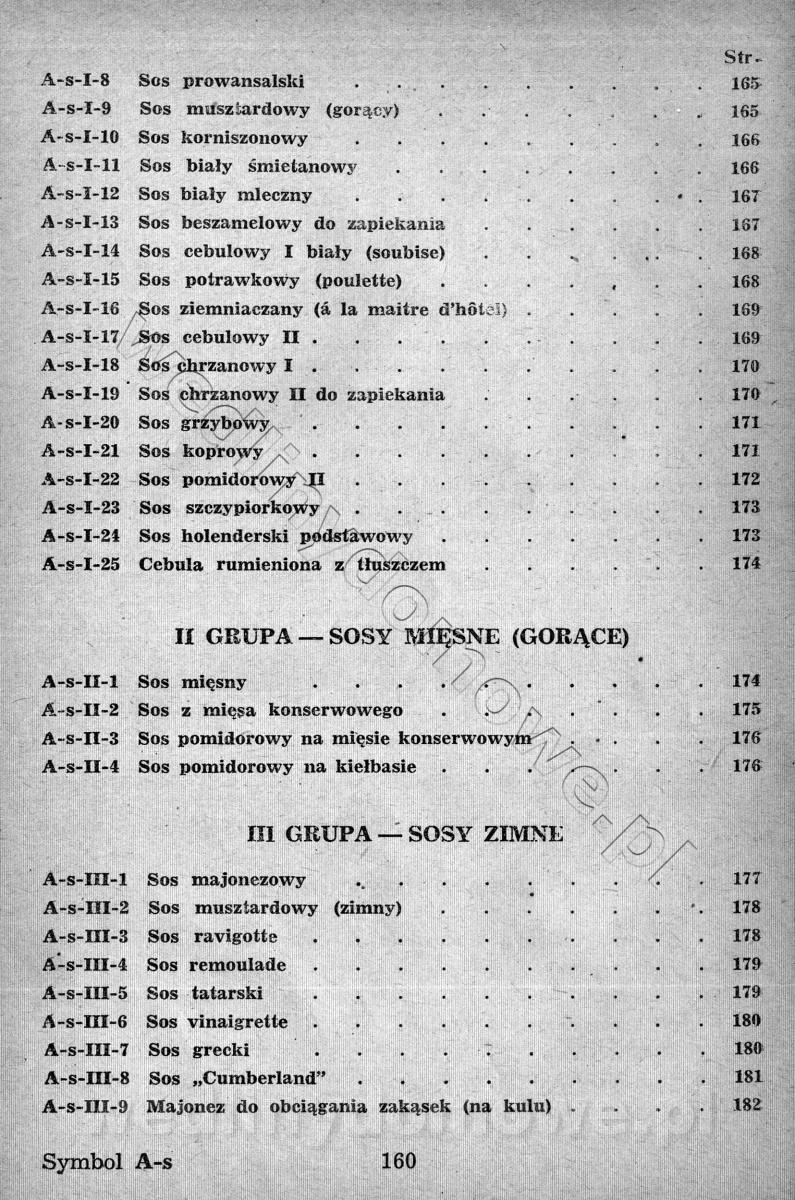 Str.
A-s-I-8 Sos prowansalski . . . . . . . . . 165
A-s-I-9 Sos musztardowy (gorący) . . . . . . . 165
A-s-I-10 Sos korniszonowy . . . . . . . . . 166
A-s-I-11 Sos biały śmietanowy . . . . . . . . 166
A-s-I-12 Sos biały mleczny . . . . . . . . . 167
A-s-I-13 Sos beszamelowy do zapiekania . . . . . . 167
A-s-I-14 Sos cebulowy I biały (soubise) . . . . . . 168
A-s-I-15 Sos potrawkowy (poulette) . . . . . . . 168
A-s-I-16 Sos ziemniaczany (á la maitre d'hôtel) . . . . . 169
A-s-I-17 Sos cebulowy II . . . . . . . . . . 169
A-s-I-18 Sos chrzanowy I . . . . . . . . . . 170
A-s-I-19 Sos chrzanowy II do zapiekania . . . . . . 170
A-s-I-20 Sos grzybowy . . . . . . . . . . 171
A-s-I-21 Sos koprowy . . . . . . . . . . 171
A-s-I-22 Sos pomidorowy II . . . . . . . . . 172
A-s-I-23 Sos szczypiorkowy . . . . . . . . . 173
A-s-I-24 Sos holenderski podstawowy . . . . . . . 173
A-s-I-25 Cebula rumieniona z tłuszczem . . . . . . 174
II GRUPA — SOSY MIĘSNE (GORĄCE)
A-s-II-1 Sos mięsny . . . . . . . . . . 174
A-s-II-2 Sos z mięsa konserwowego . . . . . . . 175
A-s-II-3 Sos pomidorowy na mięsie konserwowym . . . . 176
A-s-II-4 Sos pomidorowy na kiełbasie . . . . . . . 176
III GRUPA — SOSY ZIMNE
A-s-III-1 Sos majonezowy . . . . . . . . . 177
A-s-III-2 Sos musztardowy (zimny) . . . . . . . 178
A-s-III-3 Sos ravigotte . . . . . . . . . . 178
A-s-III-4 Sos remoulade . . . . . . . . . . 179
A-s-III-5 Sos tatarski . . . . . . . . . . 179
A-s-III-6 Sos vinaigrette . . . . . . . . . . 180
A-s-III-7 Sos grecki . . . . . . . . . . 180
A-s-III-8 Sos „Cumberland” . . . . . . . . . 181
A-s-III-9 Majonez do obciągania zakąsek (na kulu) . . . . 182
Symbol A-s 160
wedlinydomowe.pl
wedlinydomowe.pl